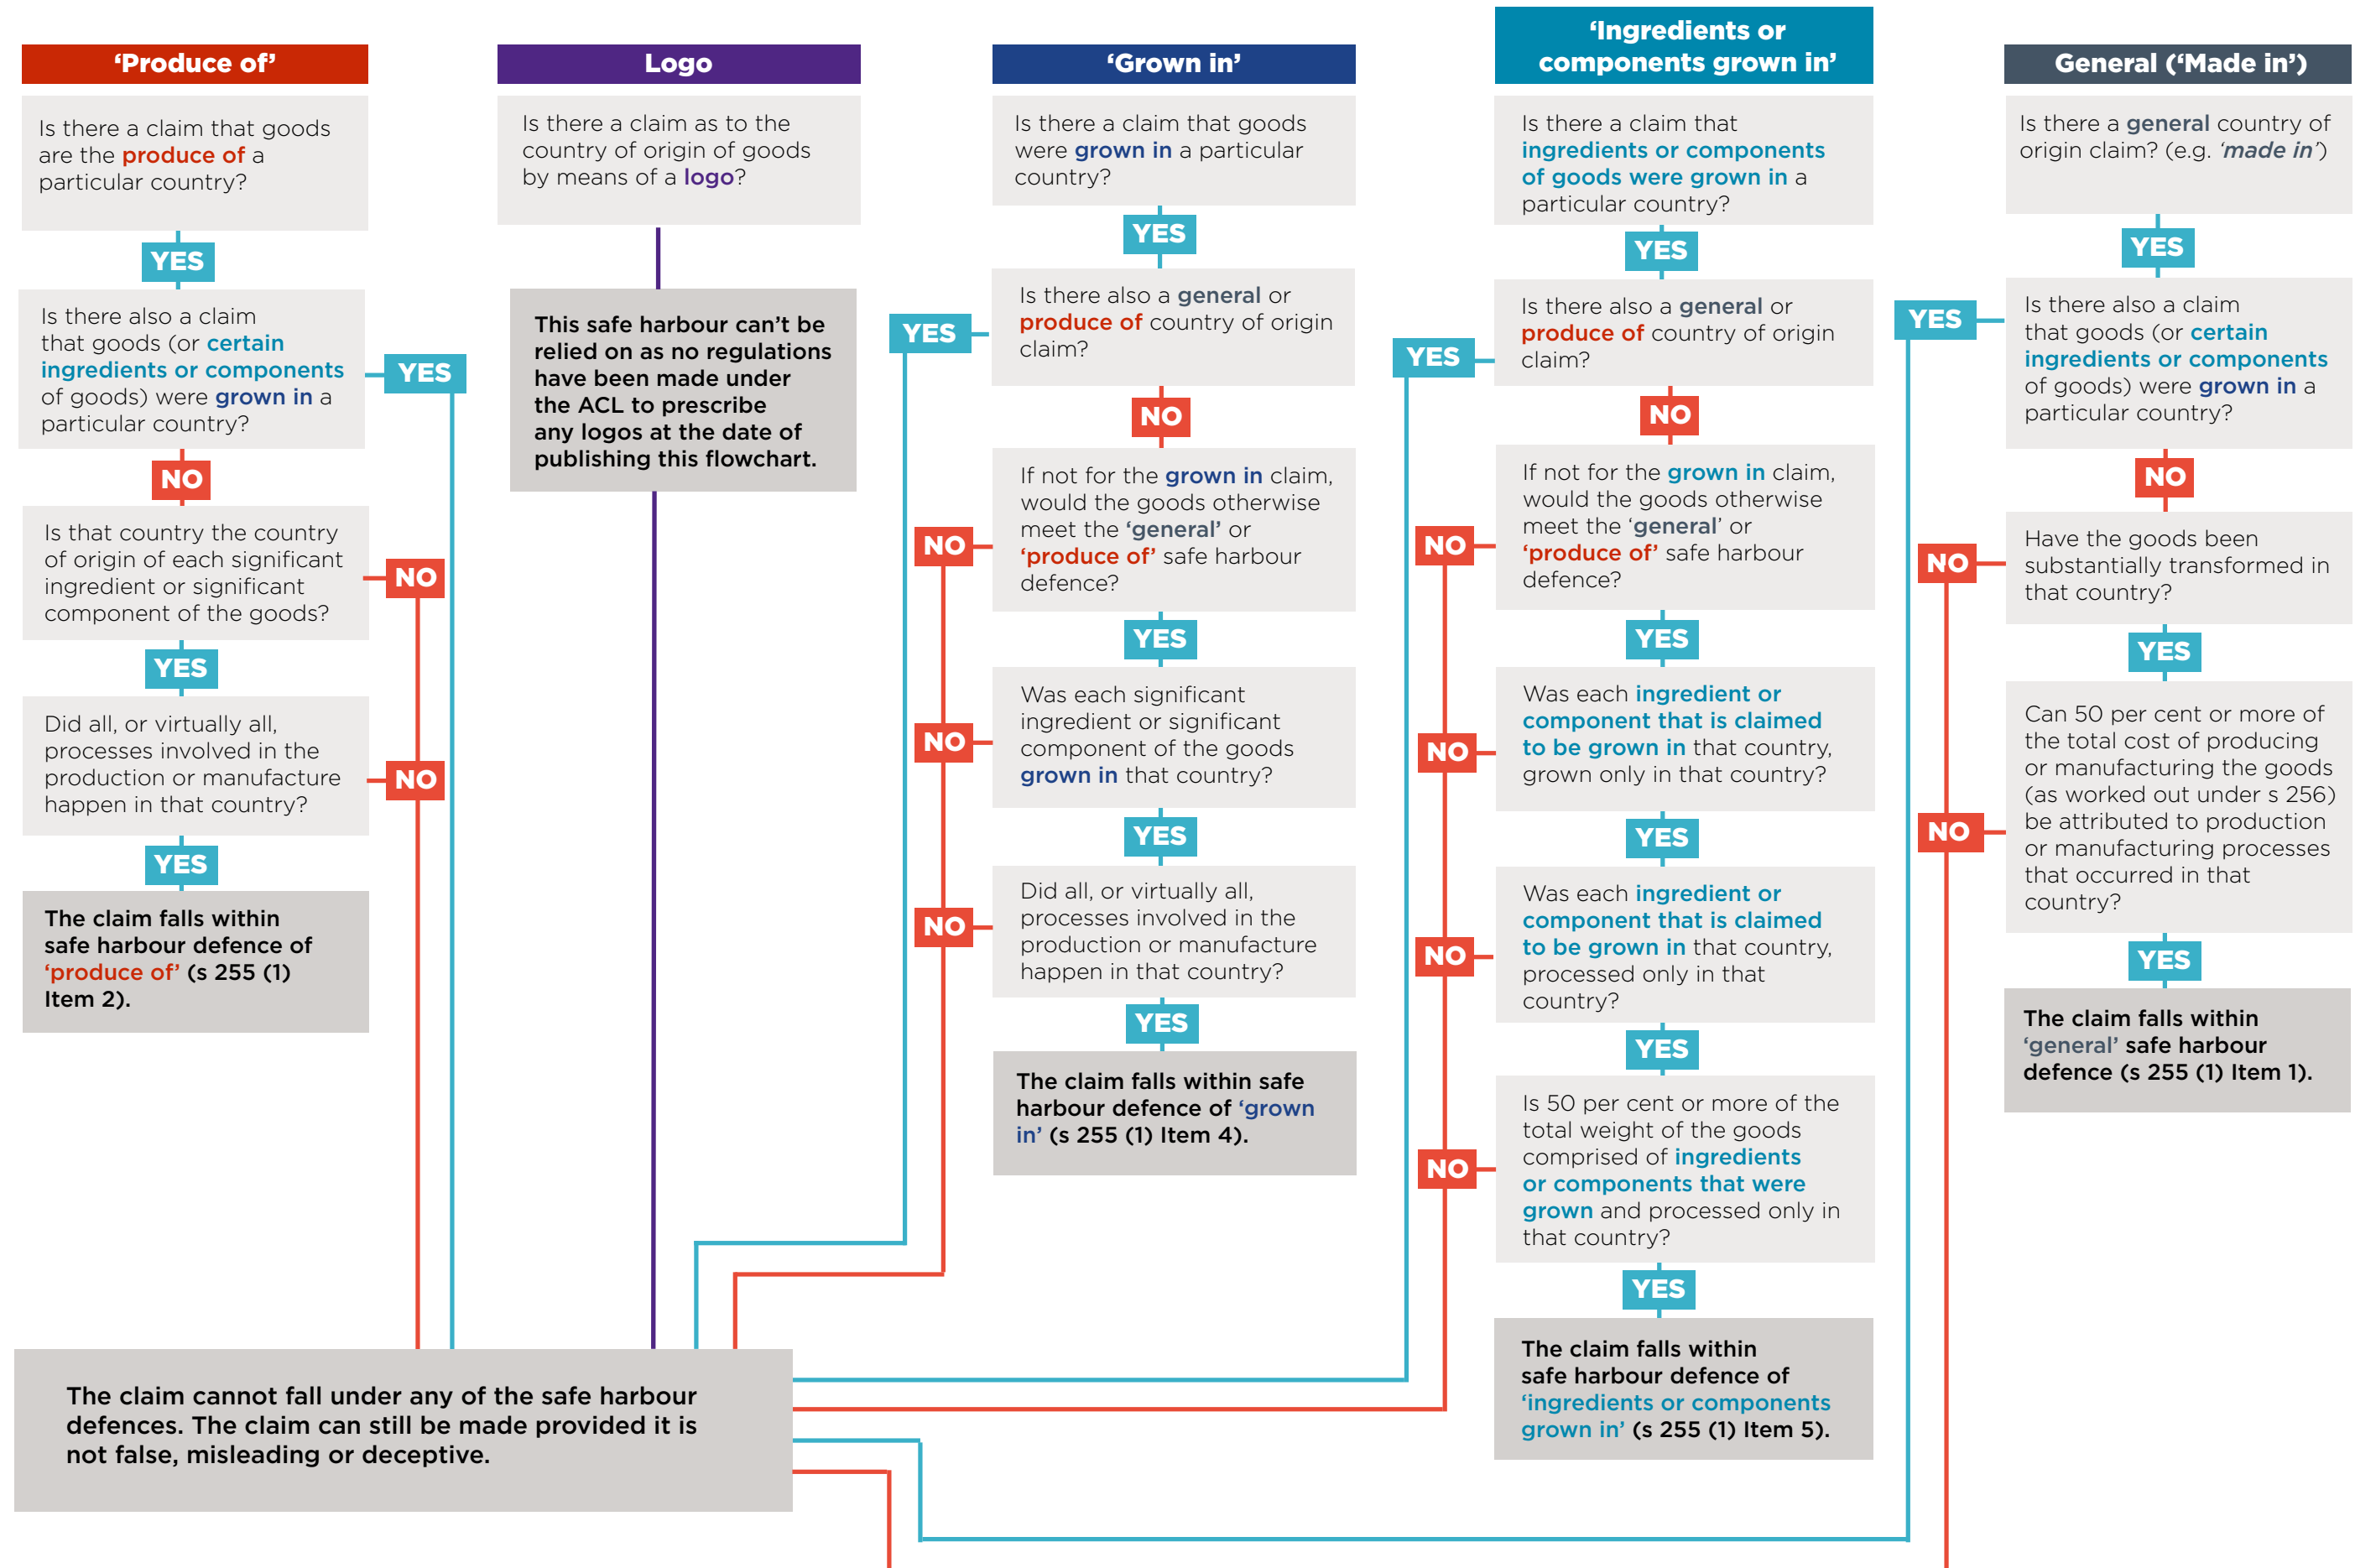 ‘Produce of’
Is there a claim that goods
are the produce of a
particular country?
YES
Is there also a claim
that goods (or certain
ingredients or components
of goods) were grown in a
particular country?
YES
NO
Is that country the country
of origin of each significant
ingredient or significant
component of the goods?
NO
YES
Did all, or virtually all,
processes involved in the
production or manufacture
happen in that country?
NO
YES
The claim falls within
safe harbour defence of
‘produce of’ (s 255 (1)
Item 2).
Logo
Is there a claim as to the
country of origin of goods
by means of a logo?
This safe harbour can’t be
relied on as no regulations
have been made under
the ACL to prescribe
any logos at the date of
publishing this flowchart.
‘Grown in’
Is there a claim that goods
were grown in a particular
country?
YES
Is there also a general or
produce of country of origin
claim?
YES
NO
If not for the grown in claim,
would the goods otherwise
meet the ‘general’ or
‘produce of’ safe harbour
defence?
NO
YES
Was each significant
ingredient or significant
component of the goods
grown in that country?
NO
YES
Did all, or virtually all,
processes involved in the
production or manufacture
happen in that country?
NO
YES
The claim falls within safe
harbour defence of ‘grown
in’ (s 255 (1) Item 4).
‘Ingredients or
components grown in’
Is there a claim that
ingredients or components
of goods were grown in a
particular country?
YES
Is there also a general or
produce of country of origin
claim?
YES
NO
If not for the grown in claim,
would the goods otherwise
meet the ‘general’ or
‘produce of’ safe harbour
defence?
NO
YES
Was each ingredient or
component that is claimed
to be grown in that country,
grown only in that country?
NO
YES
Was each ingredient or
component that is claimed
to be grown in that country,
processed only in that
country?
NO
YES
Is 50 per cent or more of the
total weight of the goods
comprised of ingredients
or components that were
grown and processed only in
that country?
NO
YES
The claim falls within
safe harbour defence of
‘ingredients or components
grown in’ (s 255 (1) Item 5).
General (‘Made in’)
Is there a general country of
origin claim? (e.g. ‘made in’)
YES
Is there also a claim
that goods (or certain
ingredients or components
of goods) were grown in a
particular country?
YES
NO
Have the goods been
substantially transformed in
that country?
NO
YES
Can 50 per cent or more of
the total cost of producing
or manufacturing the goods
(as worked out under s 256)
be attributed to production
or manufacturing processes
that occurred in that
country?
NO
YES
The claim falls within
‘general’ safe harbour
defence (s 255 (1) Item 1).
The claim cannot fall under any of the safe harbour
defences. The claim can still be made provided it is
not false, misleading or deceptive.